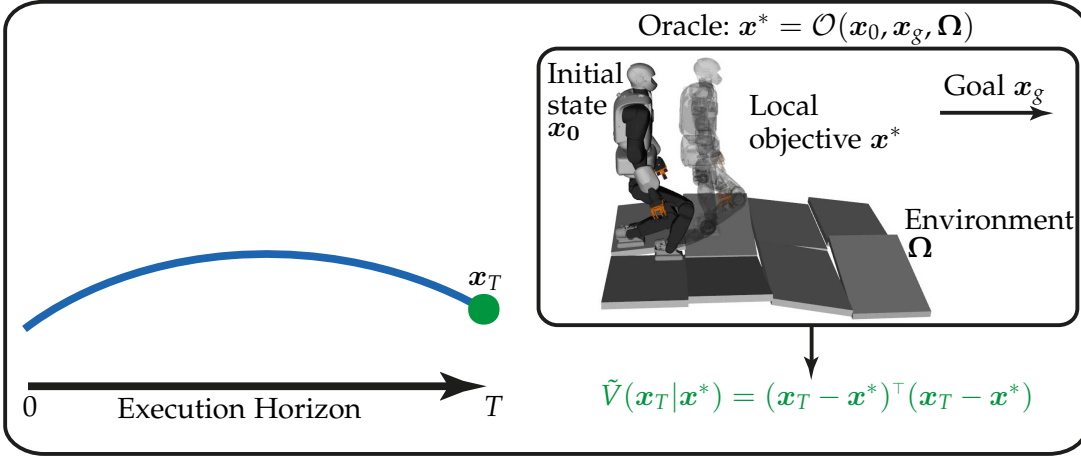 Oracle: x* = O(x₀, x_g, Ω)
Initial
state
x₀
Local
objective x*
Goal x_g
Environment
Ω
x_T
0
T
Execution Horizon
Ṽ(x_T|x*) = (x_T − x*)ᵀ(x_T − x*)